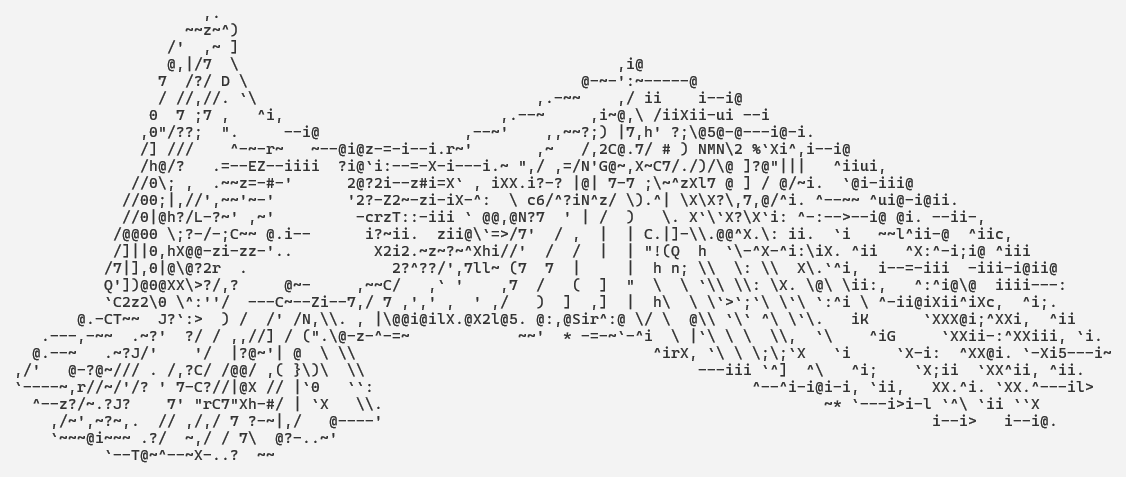 ,.
                   ~~z~^)
                 /'  ,~ ]
                 @,|/7  \                                          ,i@
                7  /?/ D \                                     @-~-':~-----@
                / //,//. `\                               ,.-~~    ,/ ii    i--i@
               0  7 ;7 ,   ^i,                        ,.--~     ,i~@,\ /iiXii-ui --i
              ,0"/??;  ".     --i@                ,--~'    ,,~~?;) |7,h' ?;\@5@-@---i@-i.
              /] ///    ^-~-r~   ~--@i@z-=-i--i.r~'       ,~   /,2C@.7/ # ) NMN\2 %`Xi^,i--i@
              /h@/?   .=--EZ--iiii  ?i@`i:--=-X-i---i.~ ",/ ,=/N'G@~,X~C7/./)/\@ ]?@"|||   ^iiui,
             //0\; ,  .~~z=-#-'      2@?2i--z#i=X` , iXX.i?-? |@| 7-7 ;\~^zXl7 @ ] / @/~i.  `@i-iii@
            //00;|,//',~~'~-'        '2?-Z2~-zi-iX-^:  \ c6/^?iN^z/ \).^| \X\X?\,7,@/^i. ^--~~ ^ui@-i@ii.
            //0|@h?/L-?~' ,~'         -crzT::-iii ` @@,@N?7  ' | /  )   \. X`\`X?\X`i: ^-:-->--i@ @i. --ii-,
           /@@00 \;?-/-;C~~ @.i--      i?~ii.  zii@\`=>/7'  / ,  |  | C.|]-\\.@@^X.\: ii.  `i   ~~l^ii-@  ^iic,
           /]||0,hX@@-zi-zz-'..         X2i2.~z~?~^Xhi//'  /  /  |  | "!(Q  h  `\-^X-^i:\iX. ^ii   ^X:^-i;i@ ^iii
          /7|],0|@\@?2r  .                2?^??/',7ll~ (7  7  |     |  h n; \\  \: \\  X\.`^i,  i--=-iii  -iii-i@ii@
          Q'])@0@XX\>?/,?     @~-     ,~~C/   ,` '    ,7  /   (  ]  "  \  \ `\\ \\: \X. \@\ \ii:,   ^:^i@\@  iiii---:
          `C2z2\0 \^:''/  ---C~--Zi--7,/ 7 ,',' ,  ' ,/   )  ]  ,]  |  h\  \ \`>`;`\ \`\ `:^i \ ^-ii@iXii^iXc,  ^i;.
       @.-CT~~  J?`:>  ) /  /' /N,\\. , |\@@i@ilX.@X2l@5. @:,@Sir^:@ \/ \  @\\ `\` ^\ \`\.   iK      `XXX@i;^XXi,  ^ii
   .---,-~~  .~?'  ?/ / ,,//] / (".\@-z-^-=~            ~~'  * -=-~`-^i  \ |`\ \ \  \\,  `\    ^iG     `XXii-:^XXiii, `i.
  @.--~   .~?J/'    '/  |?@~'| @  \ \\                                 ^irX, `\ \ \;\;`X   `i     `X-i:  ^XX@i. `-Xi5---i~
,/'   @-?@~/// . /,?C/ /@@/ ,( }\)\  \\                                     ---iii `^]  ^\   ^i;    `X;ii  `XX^ii, ^ii.
`----~,r//~/'/? ' 7-C?//|@X // |`0   ``:                                          ^--^i-i@i-i, `ii,   XX.^i. `XX.^---il>
  ^--z?/~.?J?    7' "rC7"Xh-#/ | `X   \\.                                                 ~* `---i>i-l `^\ `ii ``X
    ,/~',~?~,.  // ,/,/ 7 ?-~|,/   @----'                                                             i--i>   i--i@.
    `~~~@i~~~ .?/  ~,/ / 7\  @?-..~'
          `--T@~^--~X-..?  ~~